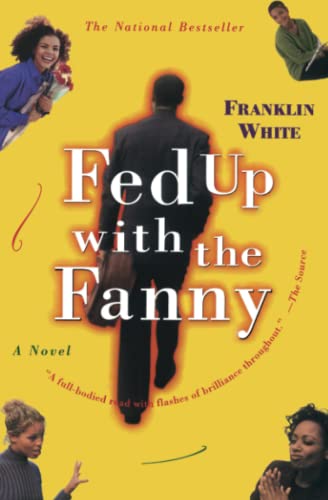 The National Bestseller
FRANKLIN
WHITE
Fed Up
with the
Fanny
A Novel
"A full-bodied read with flashes of brilliance throughout." —The Source